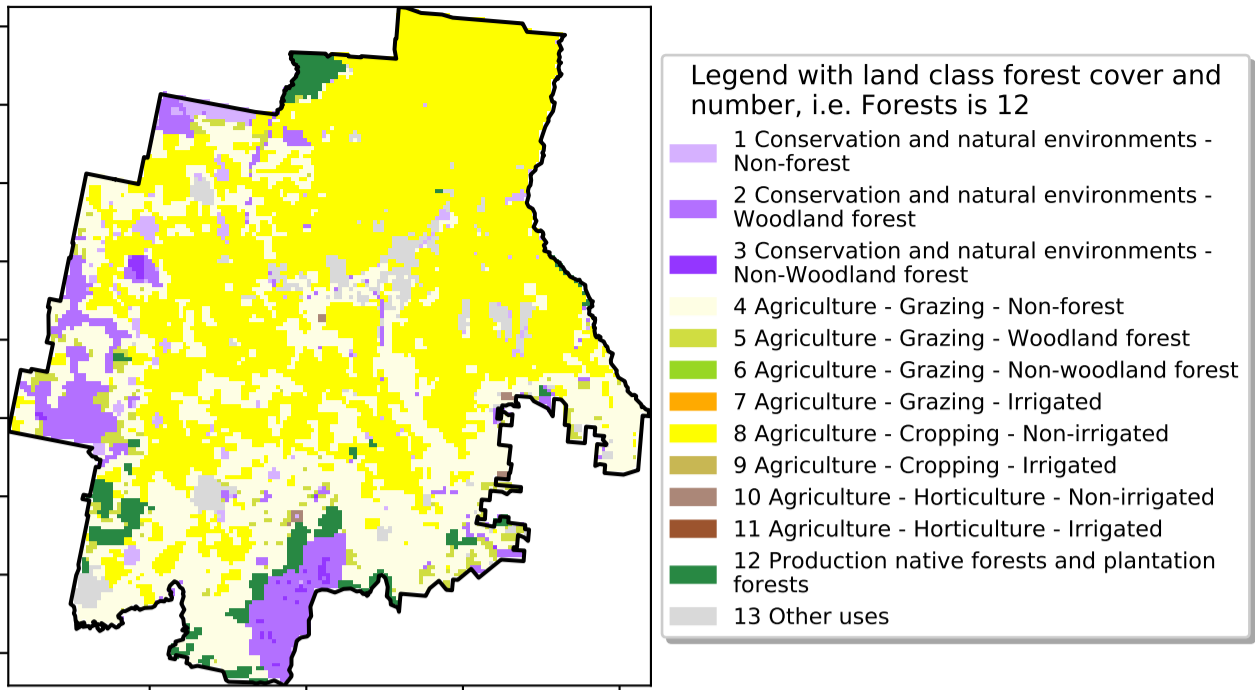 Legend with land class forest cover and
number, i.e. Forests is 12
1 Conservation and natural environments -
Non-forest
2 Conservation and natural environments -
Woodland forest
3 Conservation and natural environments -
Non-Woodland forest
4 Agriculture - Grazing - Non-forest
5 Agriculture - Grazing - Woodland forest
6 Agriculture - Grazing - Non-woodland forest
7 Agriculture - Grazing - Irrigated
8 Agriculture - Cropping - Non-irrigated
9 Agriculture - Cropping - Irrigated
10 Agriculture - Horticulture - Non-irrigated
11 Agriculture - Horticulture - Irrigated
12 Production native forests and plantation
forests
13 Other uses